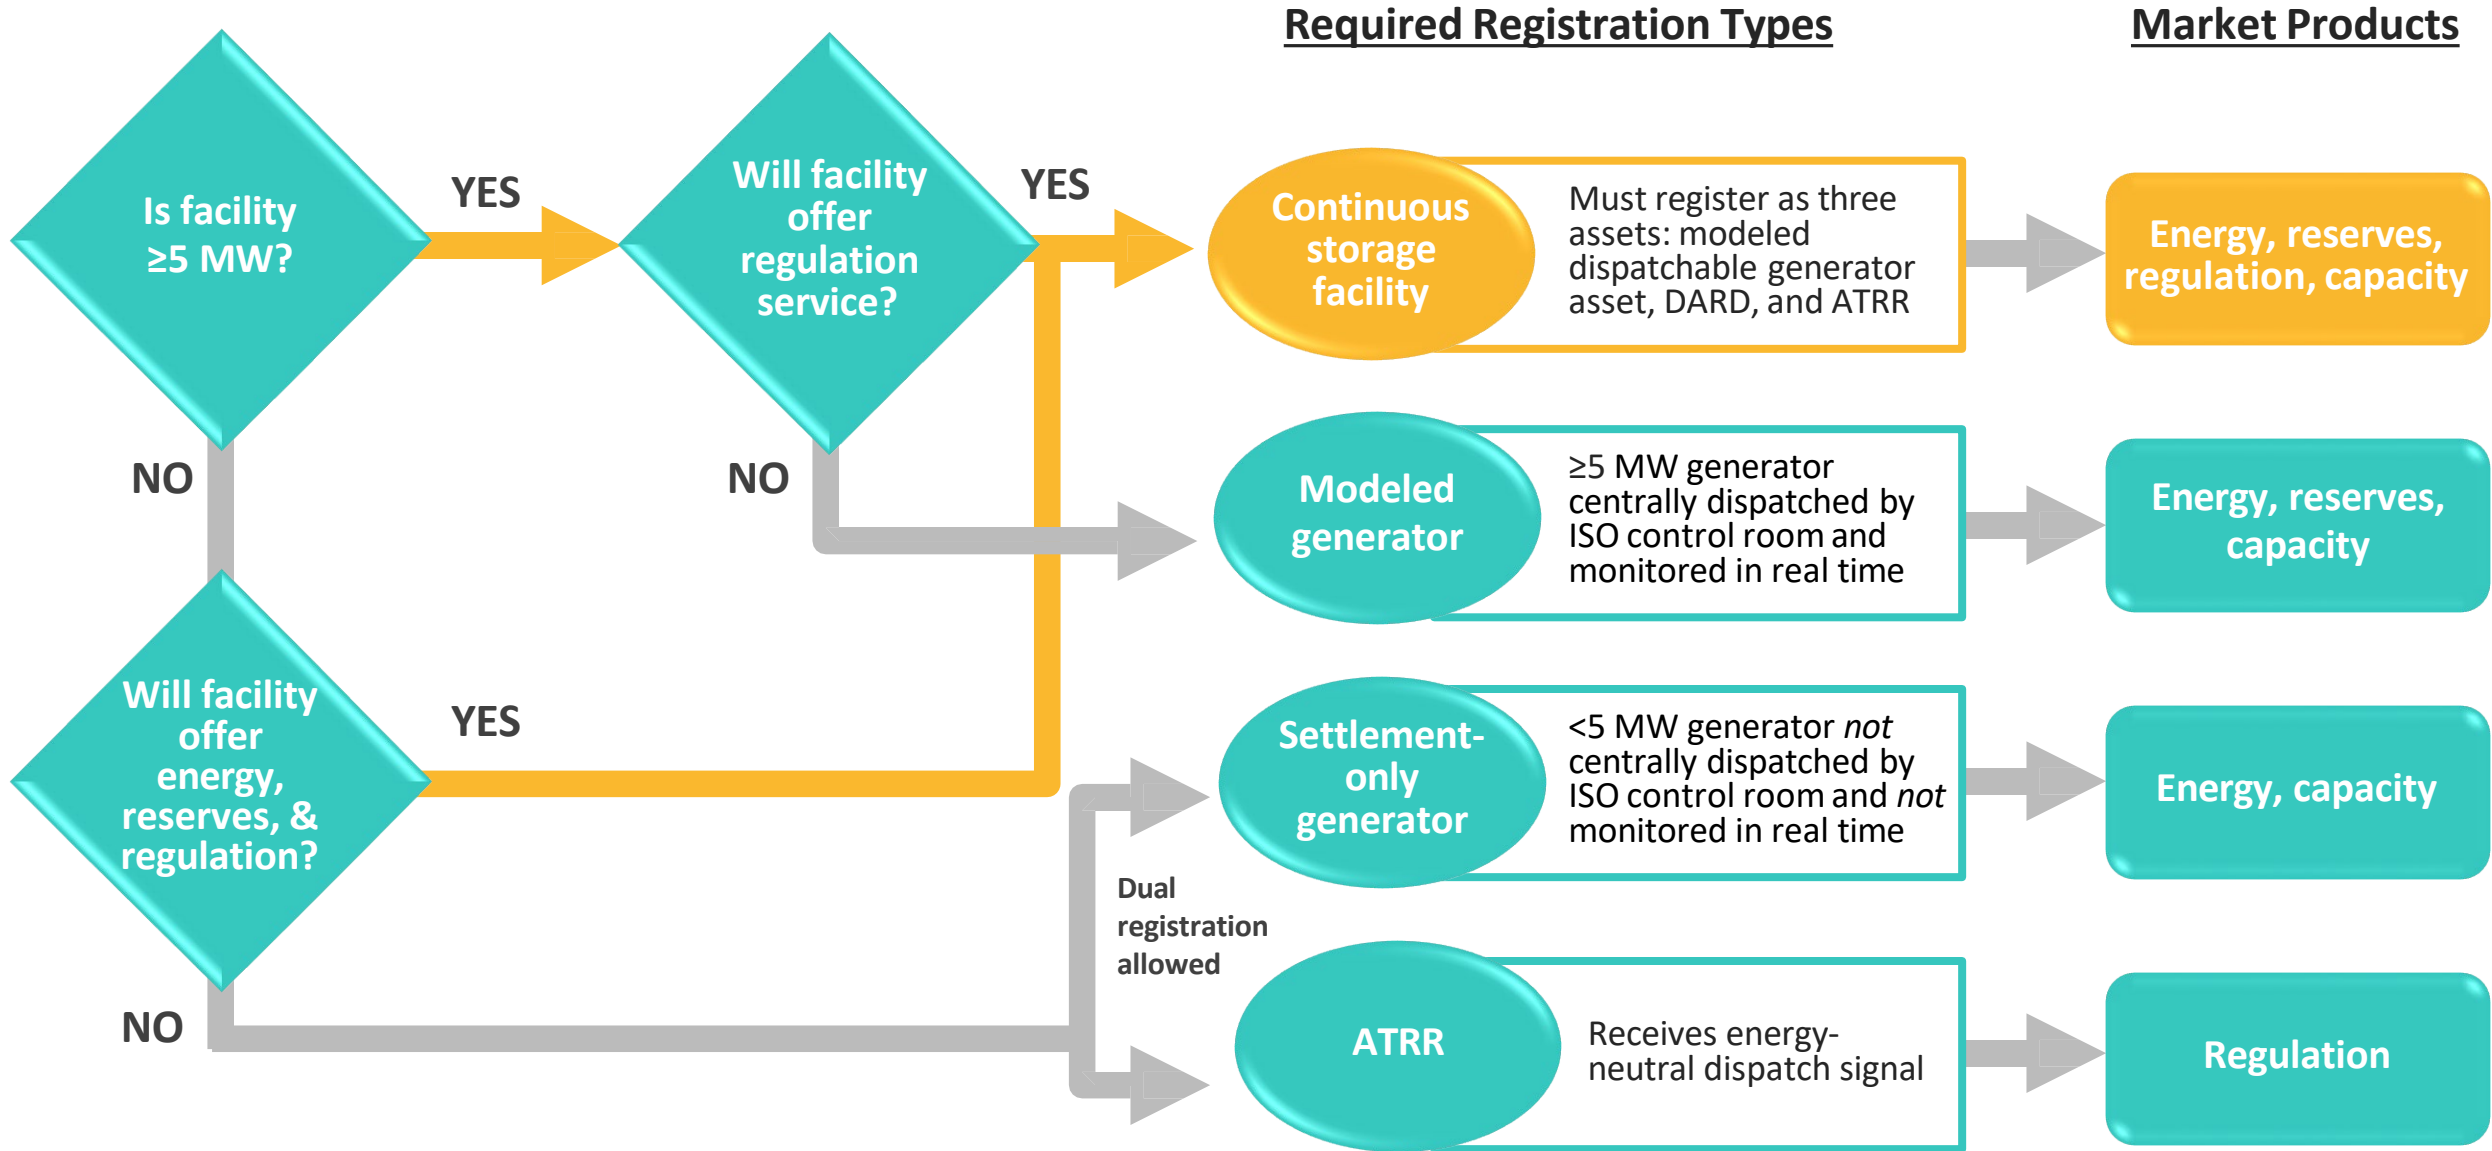 Required Registration Types
Market Products
Is facility
≥5 MW?
YES
Will facility
offer
regulation
service?
YES
Continuous
storage
facility
Must register as three
assets: modeled
dispatchable generator
asset, DARD, and ATRR
Energy, reserves,
regulation, capacity
NO
NO
Modeled
generator
≥5 MW generator
centrally dispatched by
ISO control room and
monitored in real time
Energy, reserves,
capacity
Will facility
offer
energy,
reserves, &
regulation?
YES
Settlement-
only
generator
<5 MW generator not
centrally dispatched by
ISO control room and not
monitored in real time
Energy, capacity
Dual
registration
allowed
NO
ATRR
Receives energy-
neutral dispatch signal
Regulation